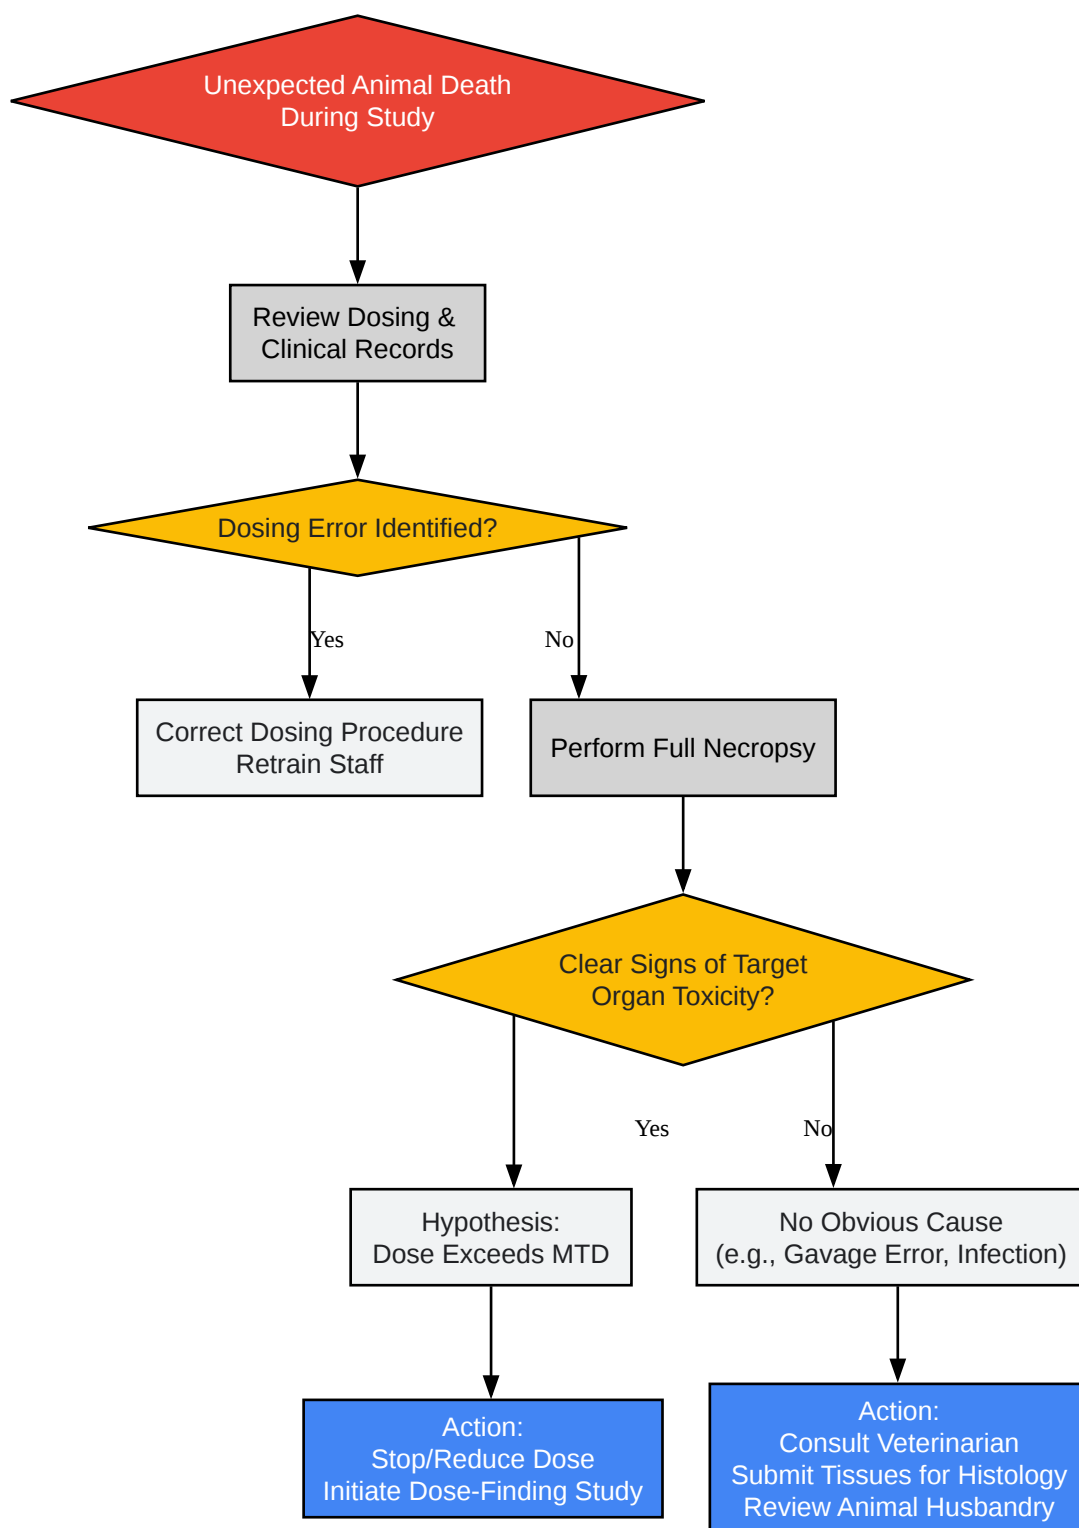 Unexpected Animal Death
During Study
Review Dosing &
Clinical Records
Dosing Error Identified?
Yes
No
Correct Dosing Procedure
Retrain Staff
Perform Full Necropsy
Clear Signs of Target
Organ Toxicity?
Yes
No
Hypothesis:
Dose Exceeds MTD
No Obvious Cause
(e.g., Gavage Error, Infection)
Action:
Stop/Reduce Dose
Initiate Dose-Finding Study
Action:
Consult Veterinarian
Submit Tissues for Histology
Review Animal Husbandry